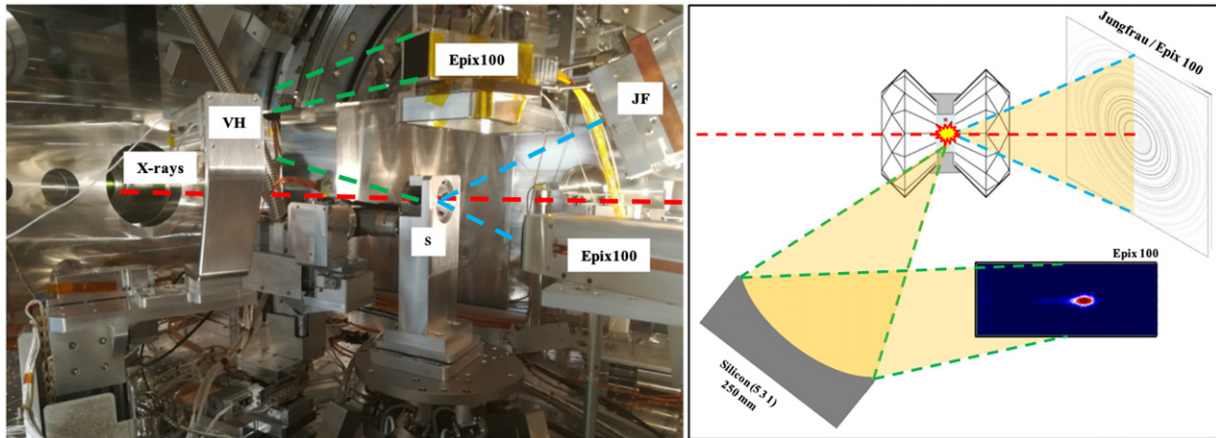 Epix100
VH
JF
X-rays
S
Epix100
Jungfrau / Epix 100
Epix 100
Silicon (5 3 1)
250 mm